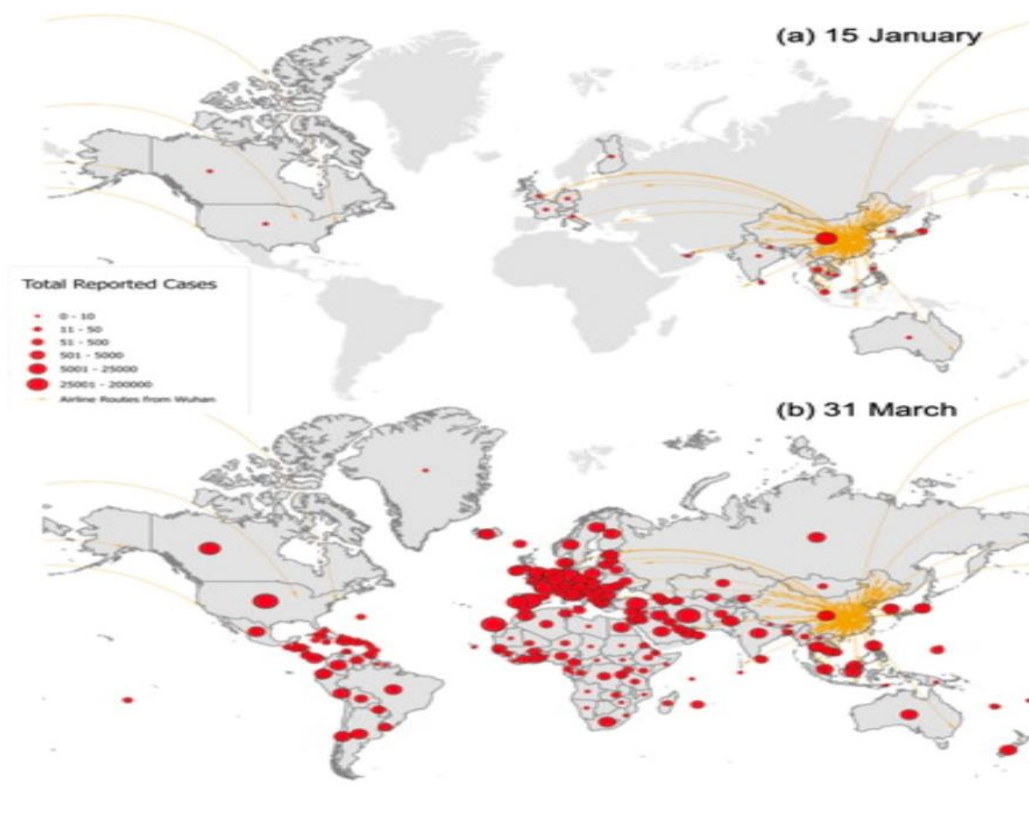 (a) 15 January
Total Reported Cases
0 - 10
11 - 50
51 - 500
501 - 5000
5001 - 25000
25001 - 200000
Airline Routes from Wuhan
(b) 31 March